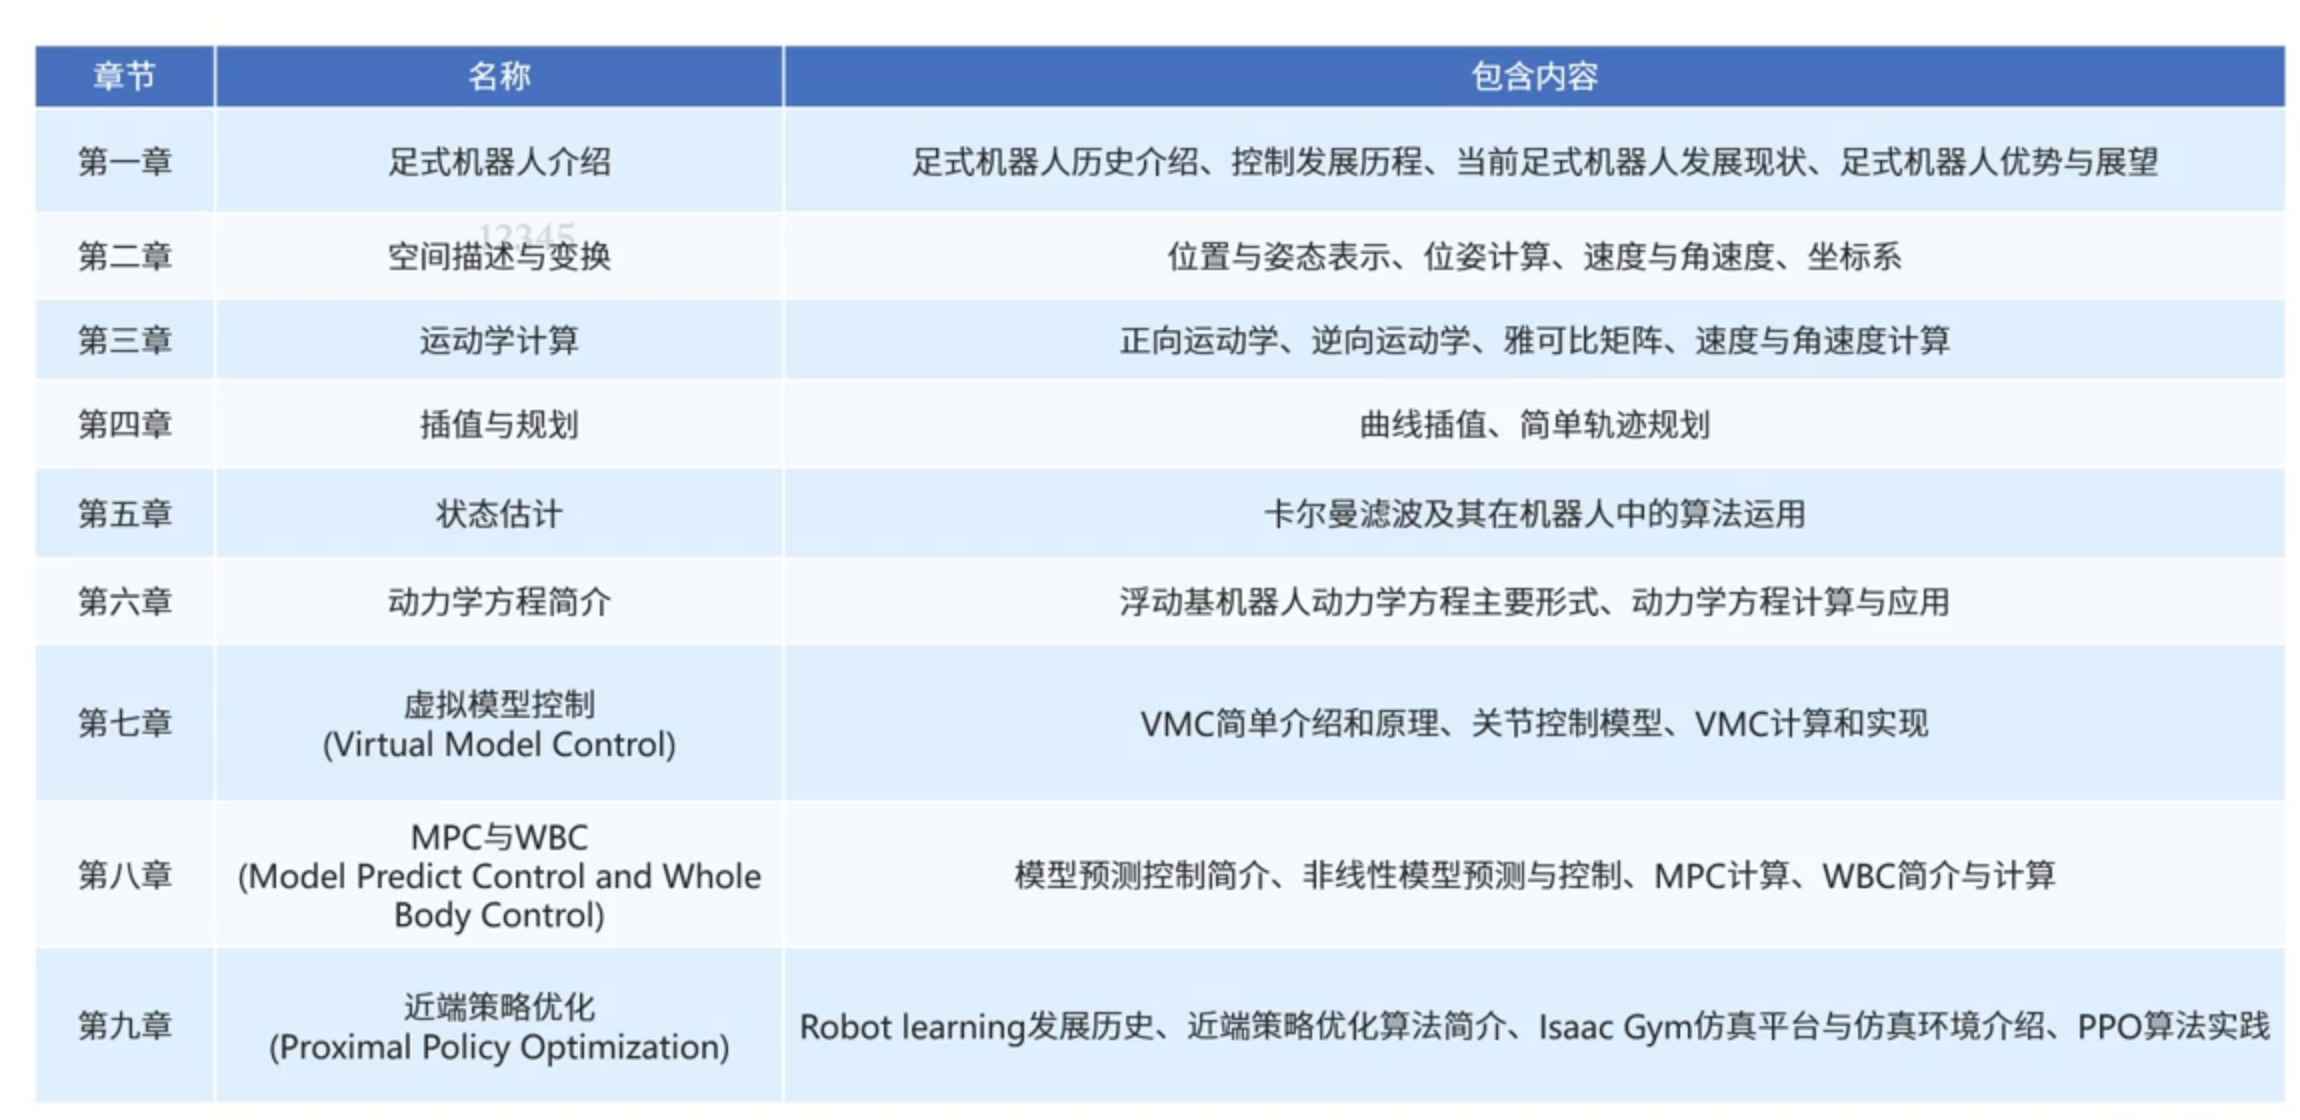 章节 名称 包含内容
第一章 足式机器人介绍 足式机器人历史介绍、控制发展历程、当前足式机器人发展现状、足式机器人优势与展望
12345
第二章 空间描述与变换 位置与姿态表示、位姿计算、速度与角速度、坐标系
第三章 运动学计算 正向运动学、逆向运动学、雅可比矩阵、速度与角速度计算
第四章 插值与规划 曲线插值、简单轨迹规划
第五章 状态估计 卡尔曼滤波及其在机器人中的算法运用
第六章 动力学方程简介 浮动基机器人动力学方程主要形式、动力学方程计算与应用
第七章 虚拟模型控制
(Virtual Model Control)
VMC简单介绍和原理、关节控制模型、VMC计算和实现
第八章 MPC与WBC
(Model Predict Control and Whole
Body Control)
模型预测控制简介、非线性模型预测与控制、MPC计算、WBC简介与计算
第九章 近端策略优化
(Proximal Policy Optimization)
Robot learning发展历史、近端策略优化算法简介、Isaac Gym仿真平台与仿真环境介绍、PPO算法实践